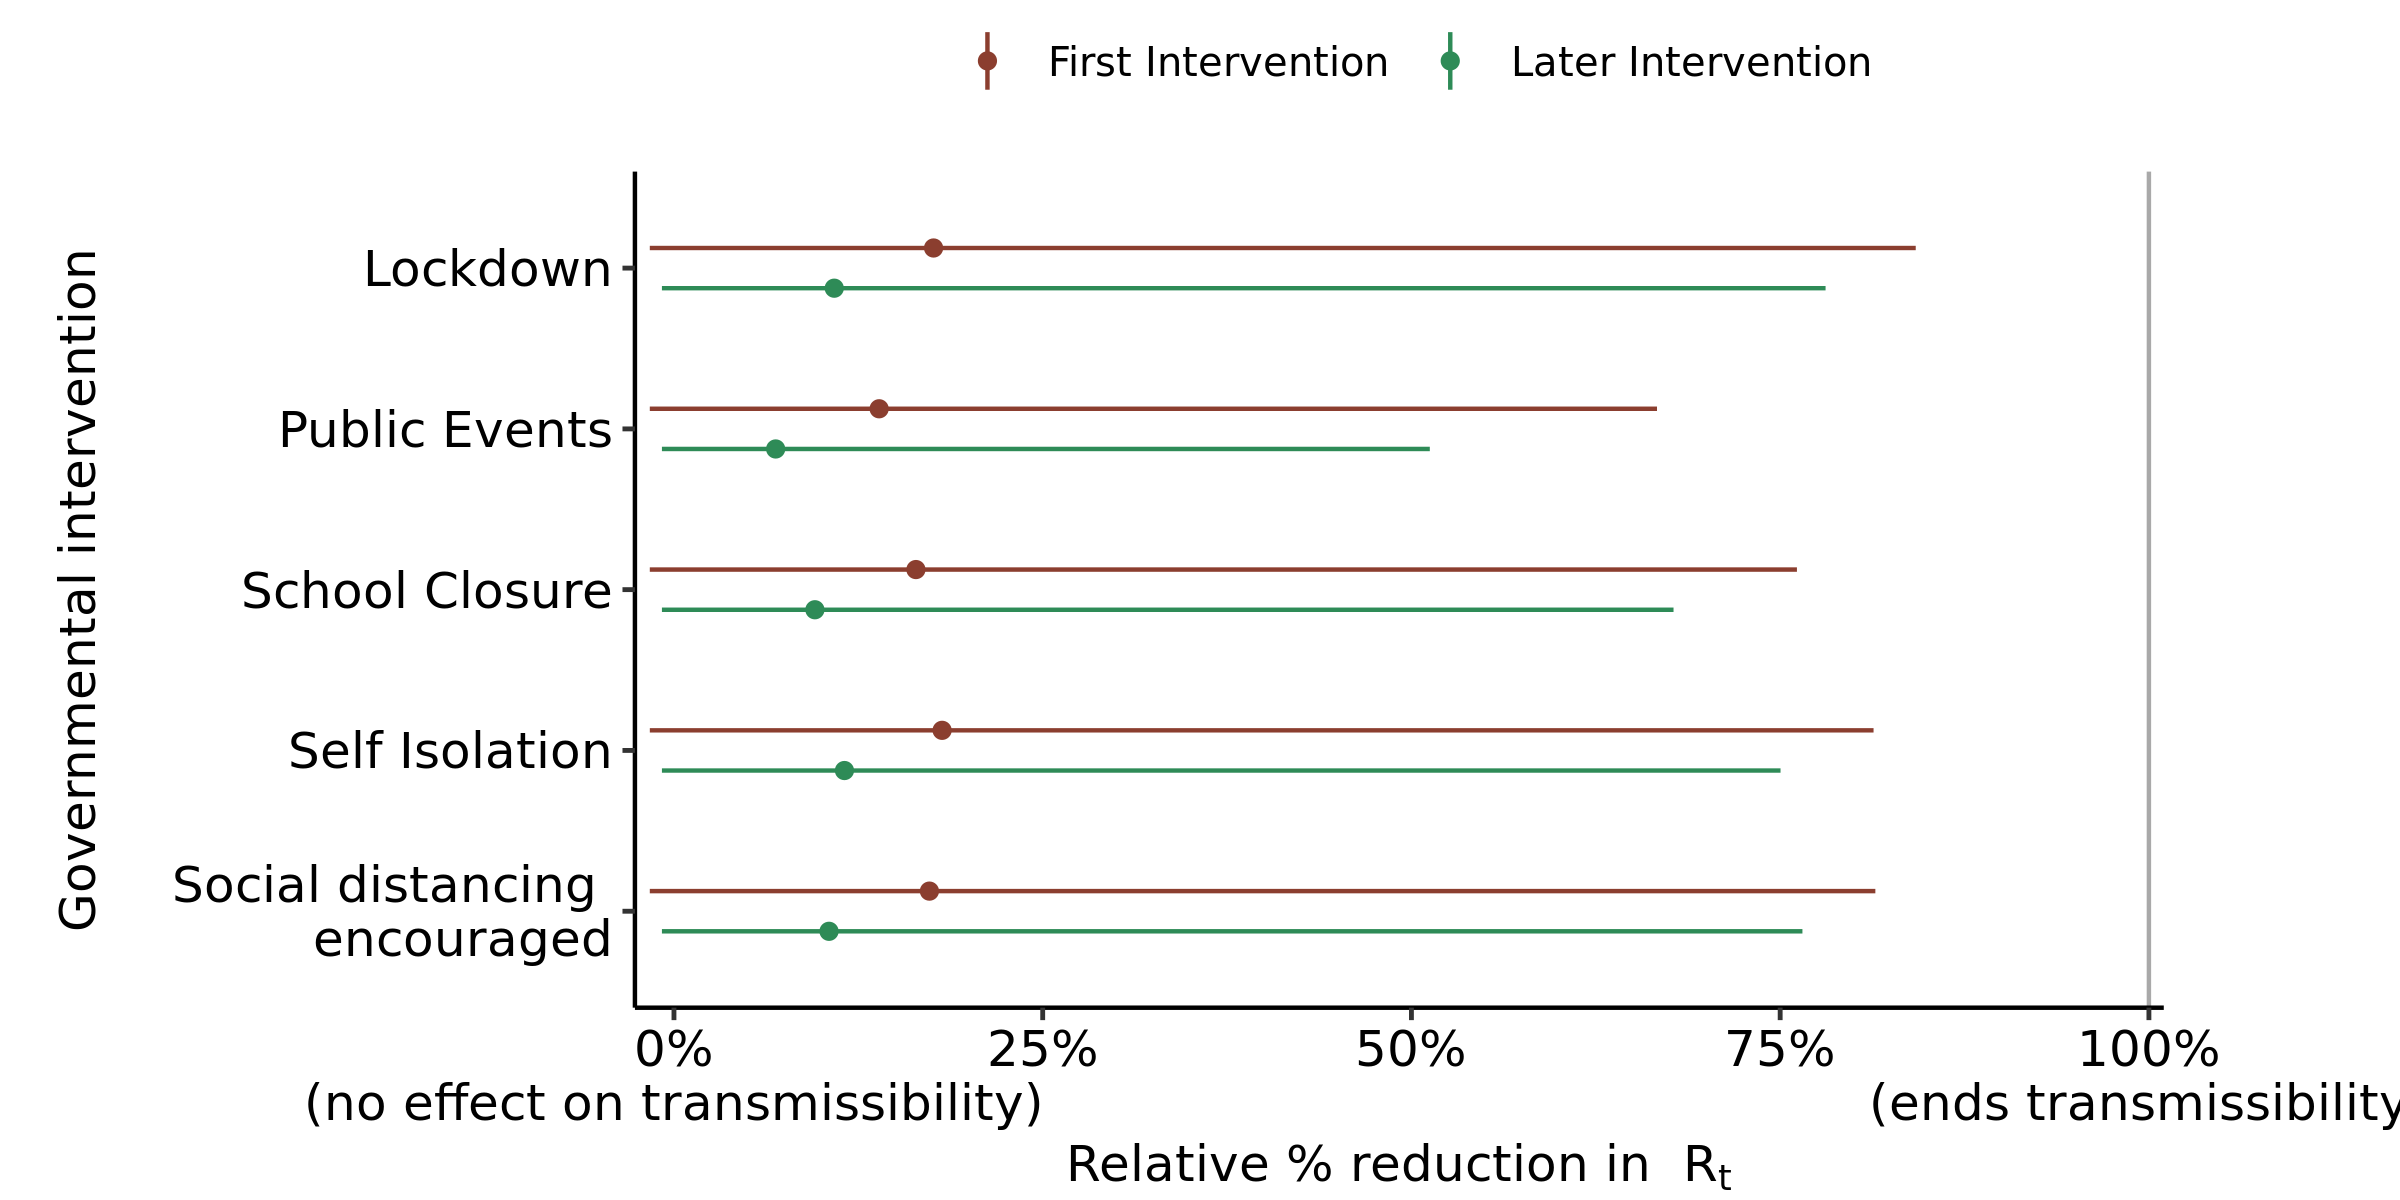 First Intervention Later Intervention
Governmental intervention
Lockdown
Public Events
School Closure
Self Isolation
Social distancing
encouraged
0% 25% 50% 75% 100%
(no effect on transmissibility) (ends transmissibility
Relative % reduction in Rt